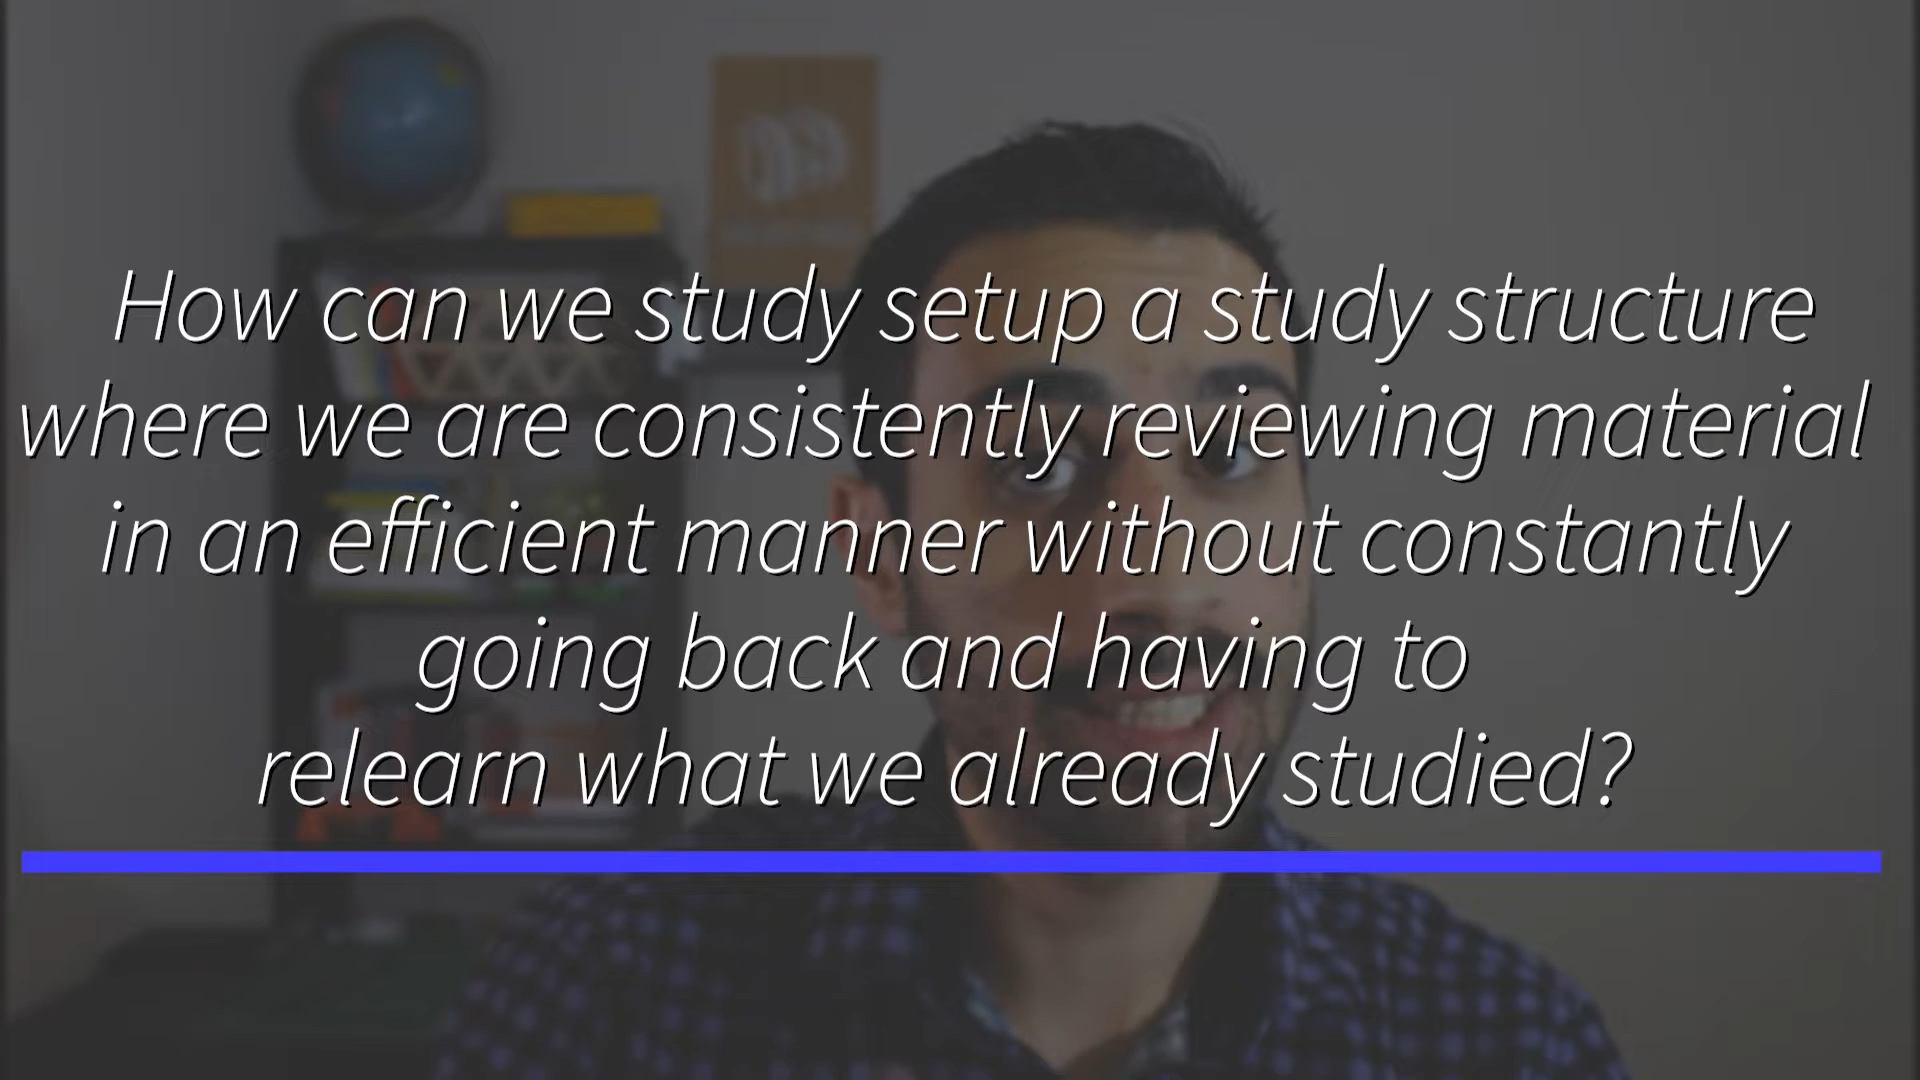 How can we study setup a study structure
where we are consistently reviewing material
in an efficient manner without constantly
going back and having to
relearn what we already studied?